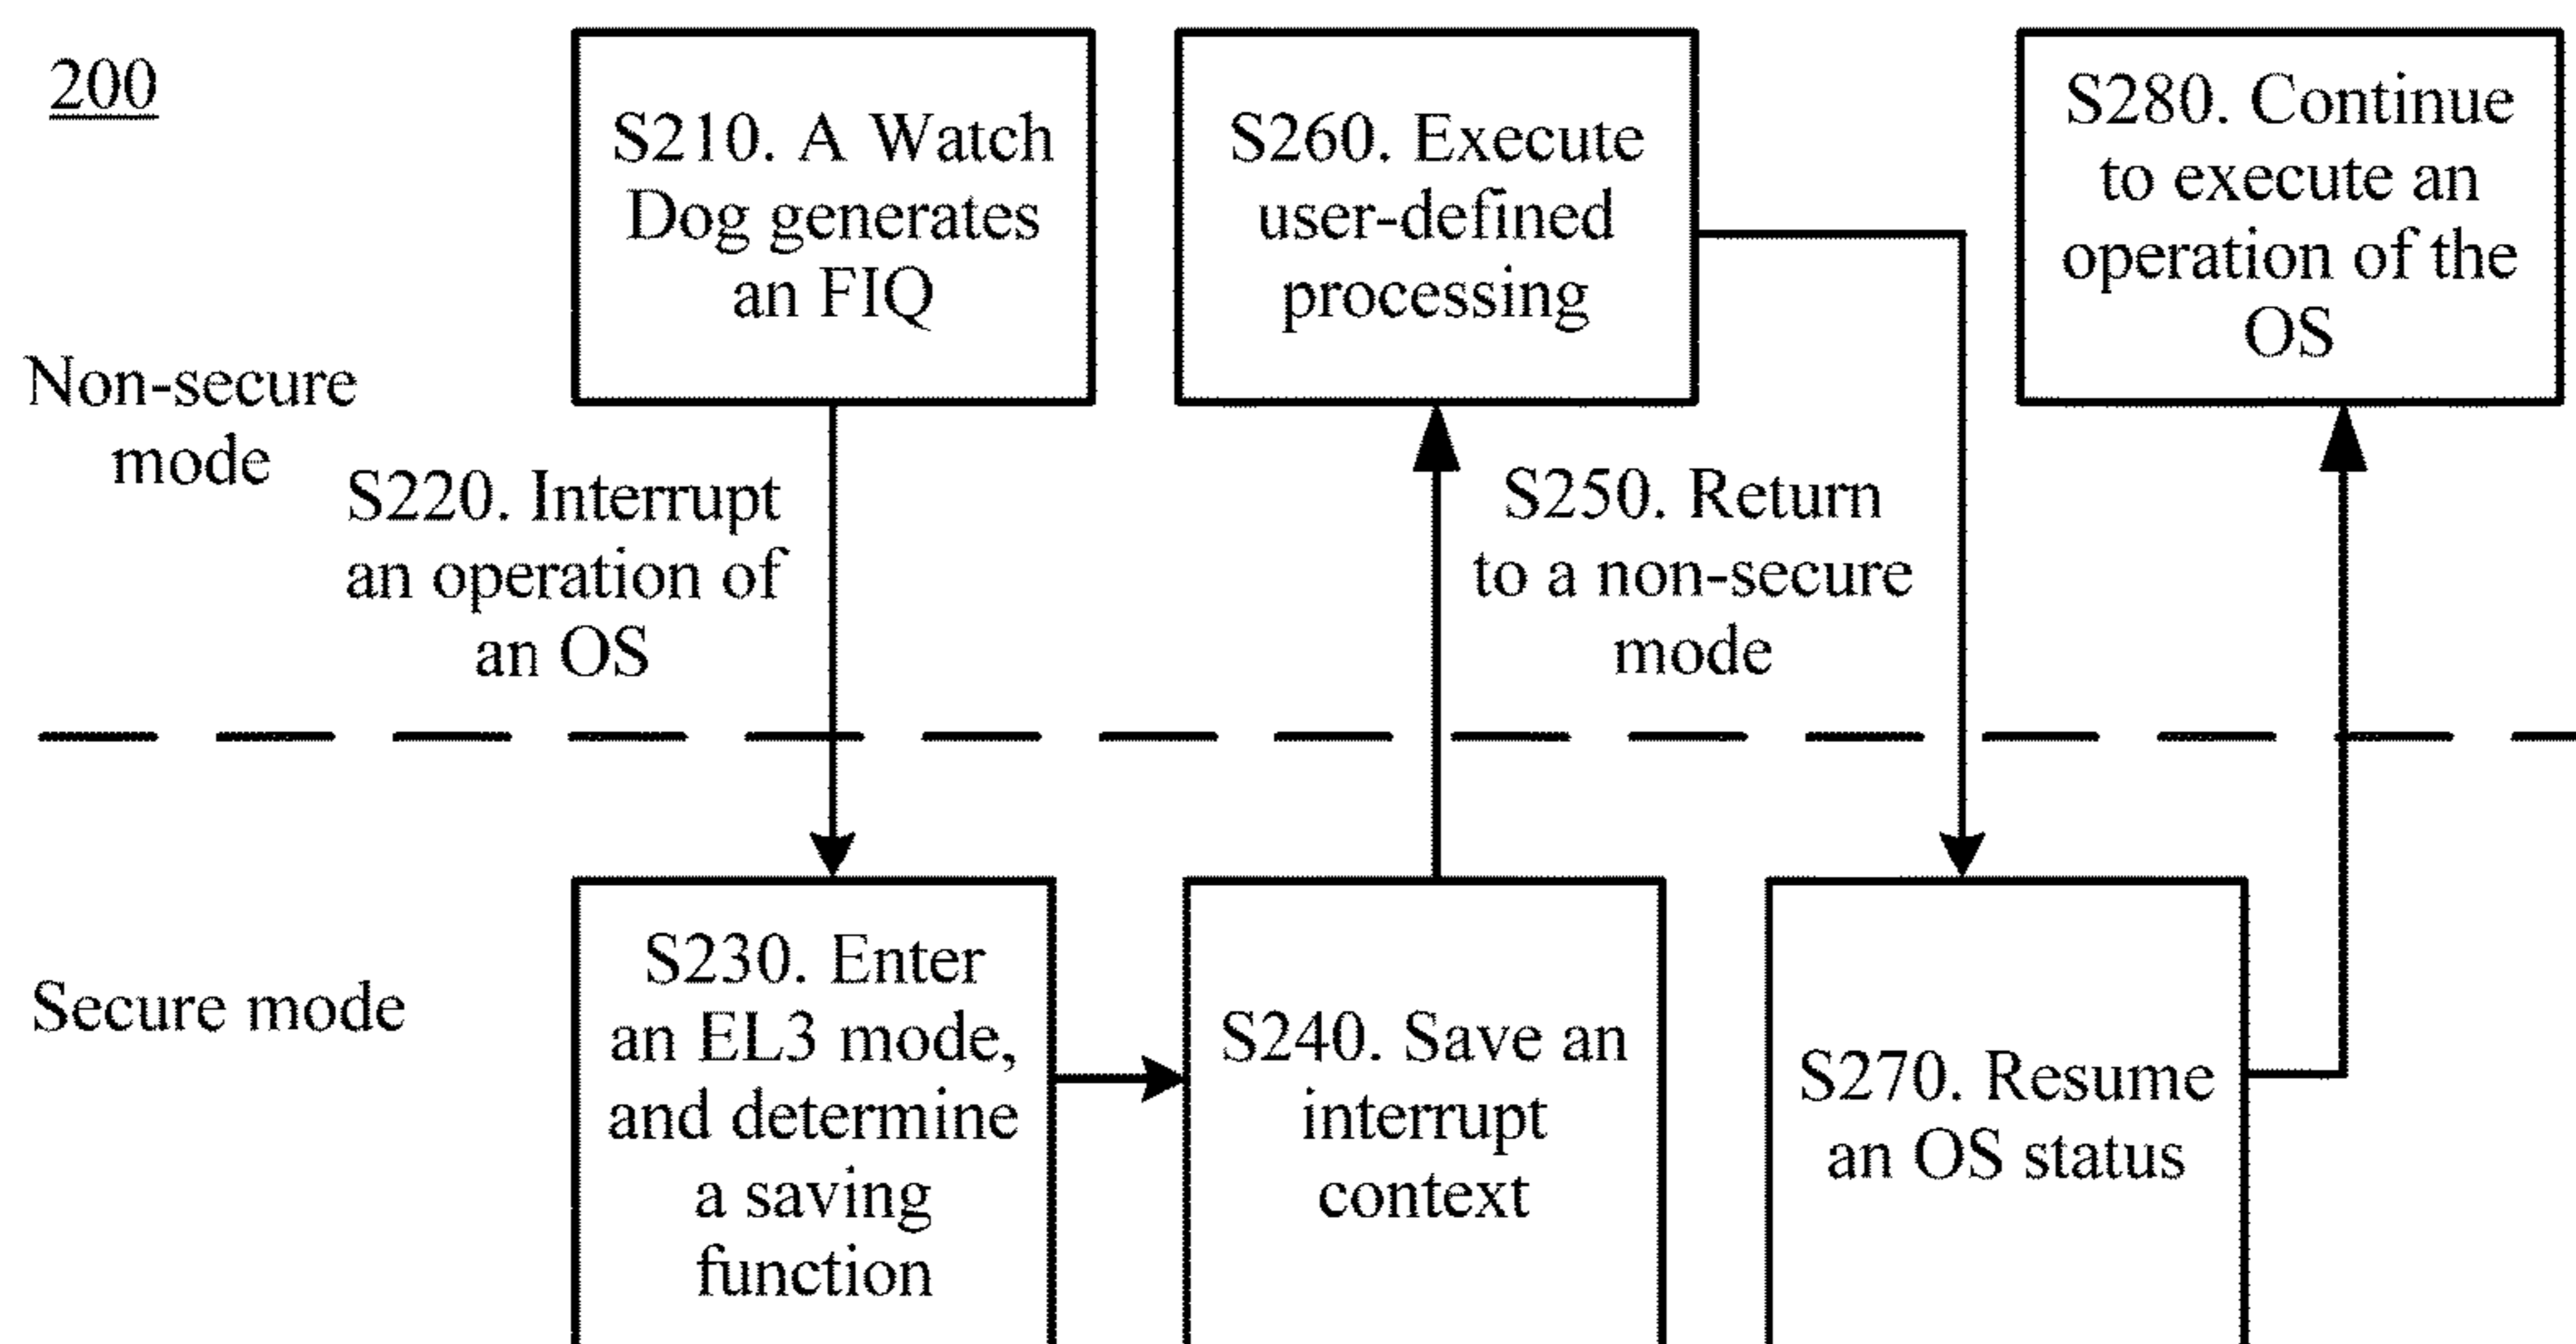 200
S210. A Watch
Dog generates
an FIQ
S260. Execute
user-defined
processing
S280. Continue
to execute an
operation of the
OS
Non-secure
mode
S220. Interrupt
an operation of
an OS
S250. Return
to a non-secure
mode
Secure mode
S230. Enter
an EL3 mode,
and determine
a saving
function
S240. Save an
interrupt
context
S270. Resume
an OS status